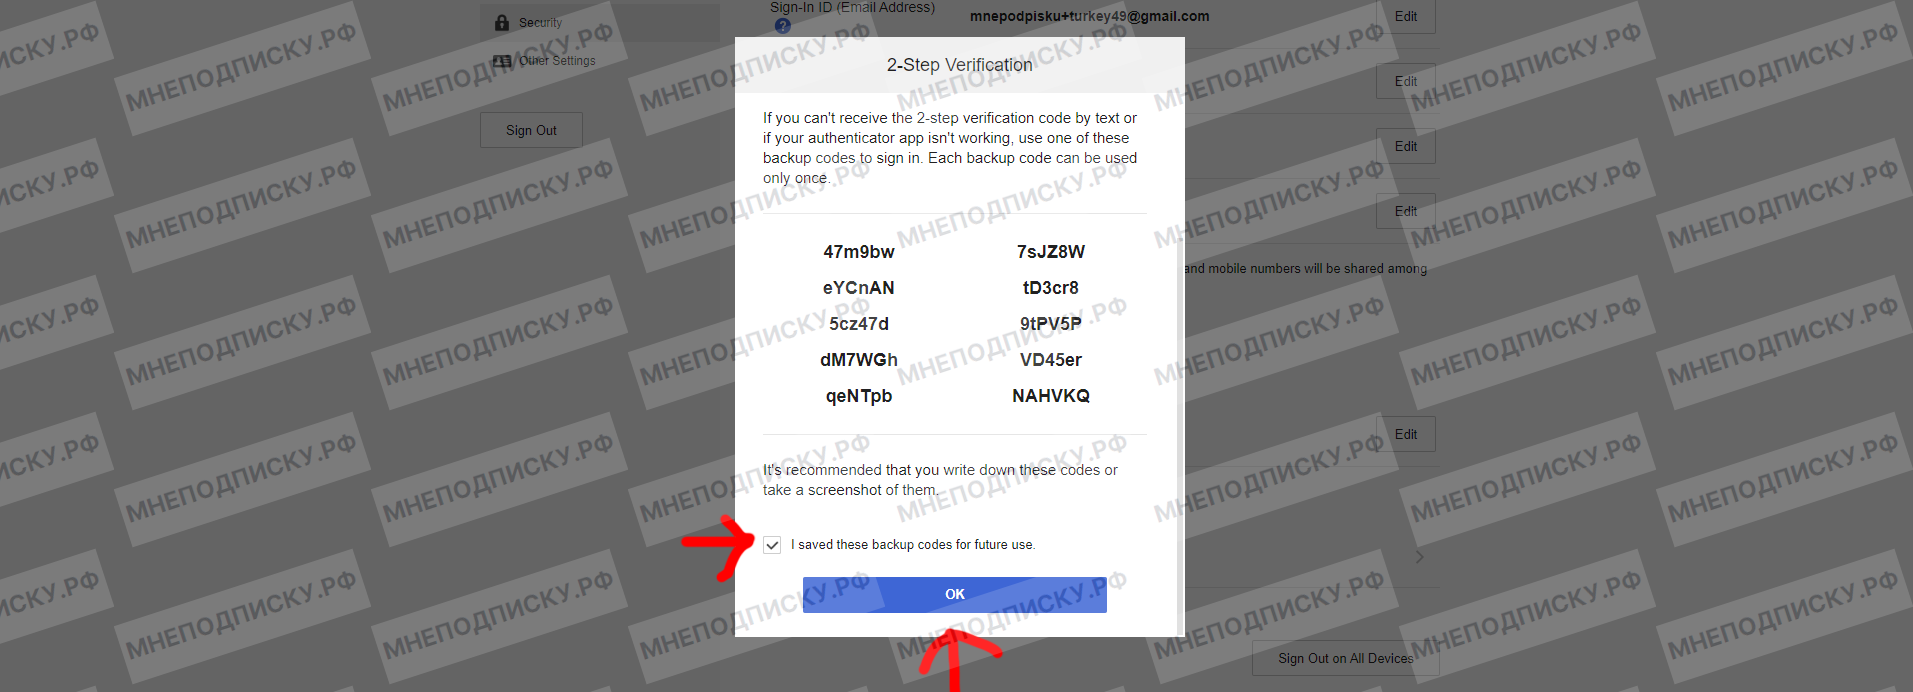 Security
Other Settings
Sign Out
Sign-In ID (Email Address)
mnepodpisku+turkey49@gmail.com
Edit
Edit
Edit
Edit
and mobile numbers will be shared among
Edit
Sign Out on All Devices
2-Step Verification
If you can't receive the 2-step verification code by text or
if your authenticator app isn't working, use one of these
backup codes to sign in. Each backup code can be used
only once.
47m9bw 7sJZ8W
eYCnAN tD3cr8
5cz47d 9tPV5P
dM7WGh VD45er
qeNTpb NAHVKQ
It's recommended that you write down these codes or
take a screenshot of them.
I saved these backup codes for future use.
OK
МНЕПОДПИСКУ.РФ